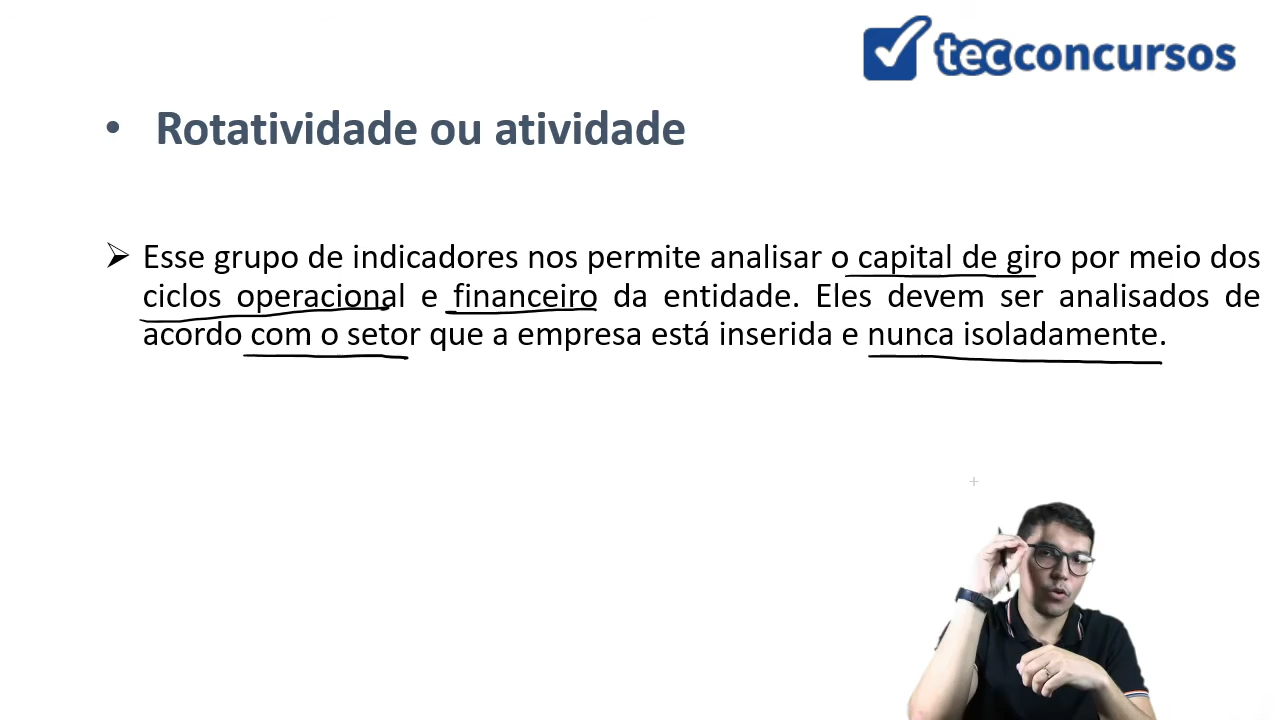 tecconcursos
• Rotatividade ou atividade
➢ Esse grupo de indicadores nos permite analisar o capital de giro por meio dos
ciclos operacional e financeiro da entidade. Eles devem ser analisados de
acordo com o setor que a empresa está inserida e nunca isoladamente.